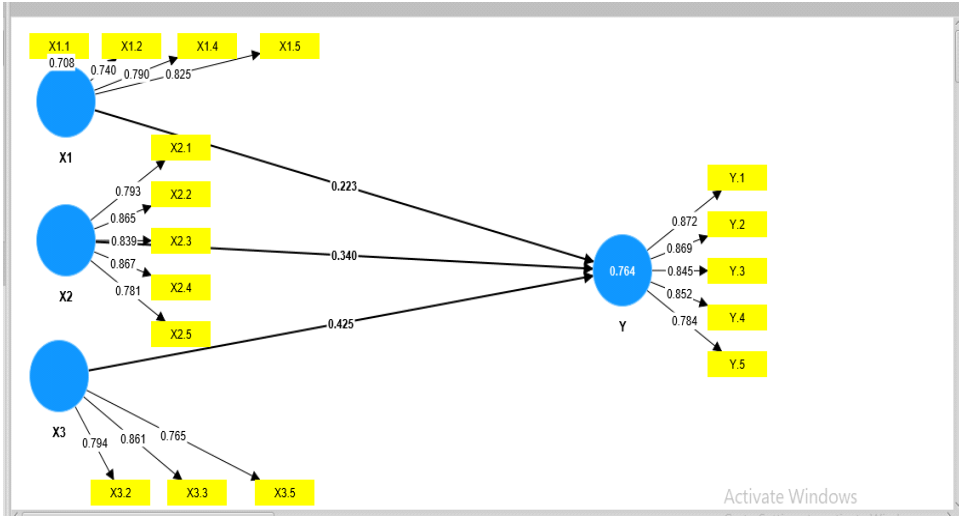 X1.1 X1.2 X1.4 X1.5
0.708 0.740 0.790 0.825
X1
X2.1
0.793
X2.2
0.865
X2.3
0.839
X2.4
0.867
X2.5
0.781
X2
0.223
0.340
0.425
0.764
Y
Y.1
0.872
Y.2
0.869
Y.3
0.845
Y.4
0.852
Y.5
0.784
X3
0.794 0.861 0.765
X3.2 X3.3 X3.5
Activate Windows